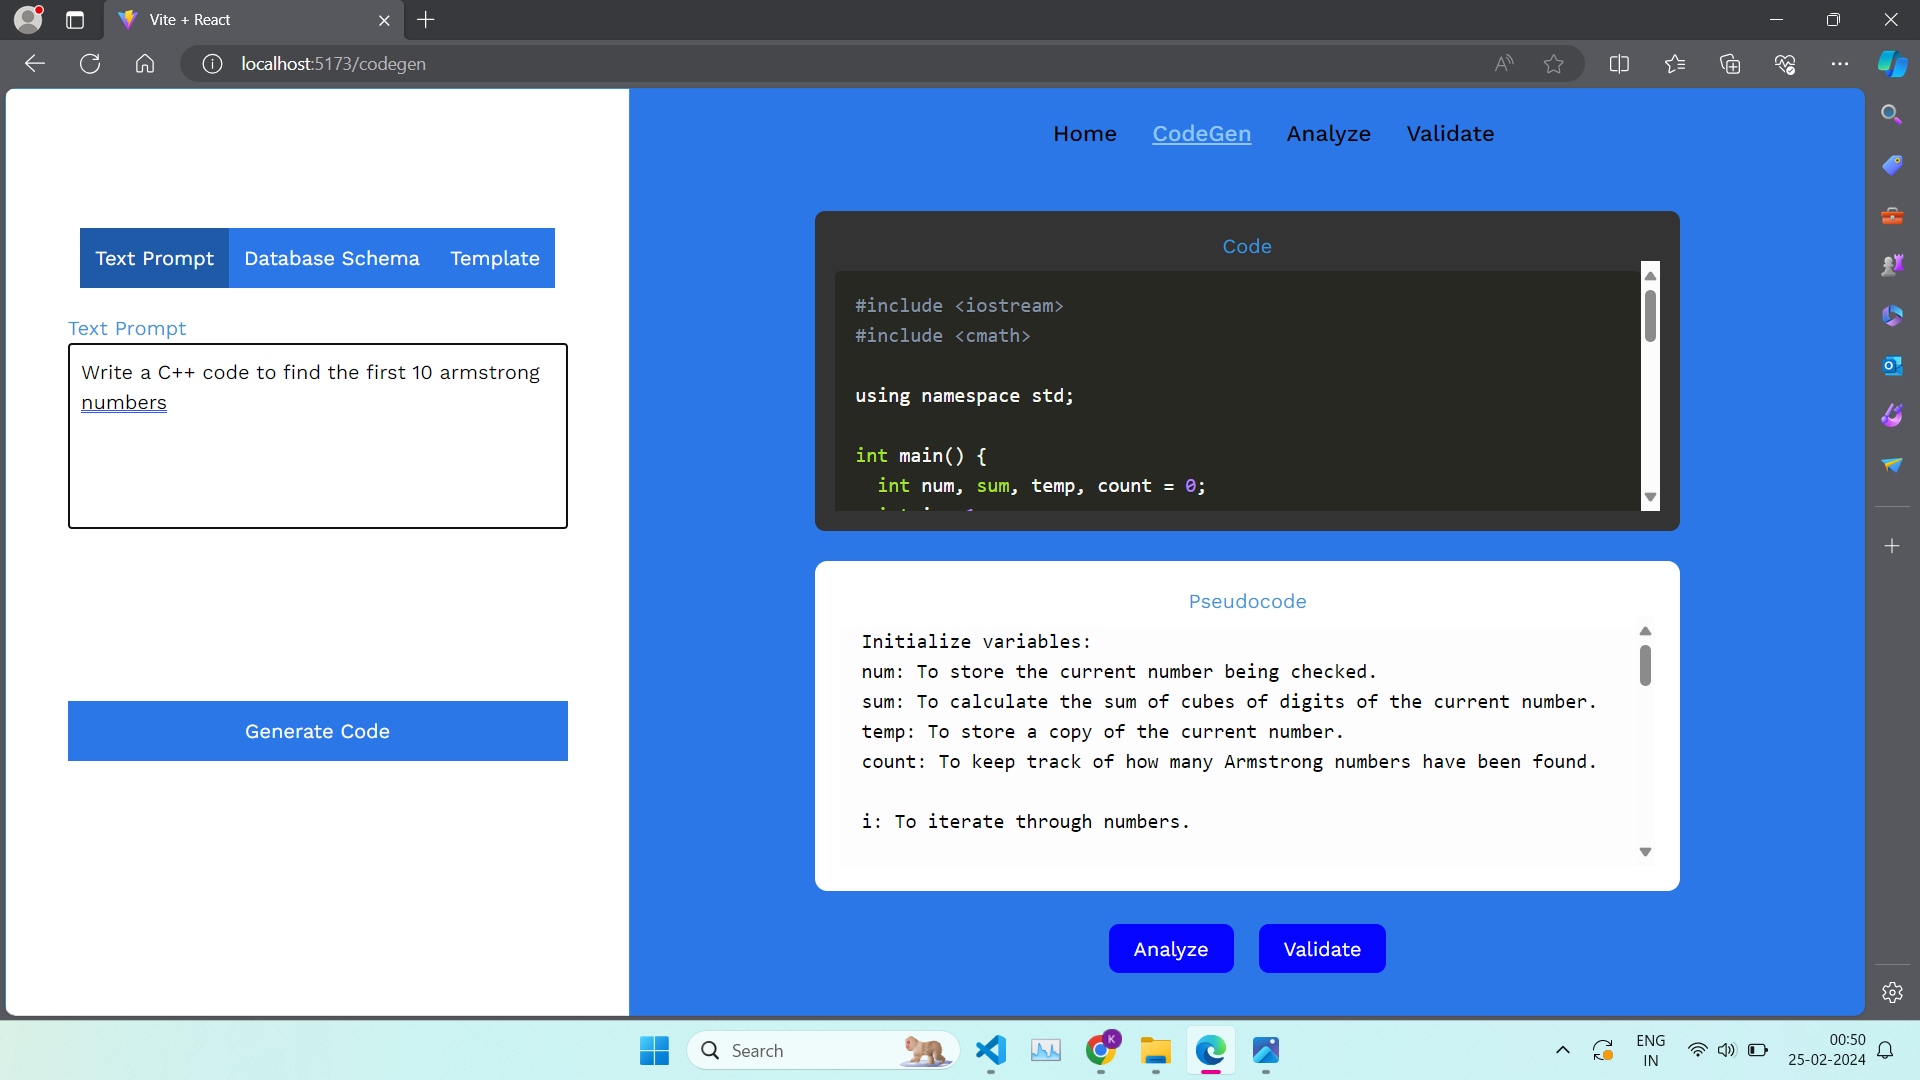 Vite + React
localhost:5173/codegen
Home CodeGen Analyze Validate
Text Prompt Database Schema Template
Text Prompt
Write a C++ code to find the first 10 armstrong
numbers
Generate Code
Code
#include <iostream>
#include <cmath>
using namespace std;
int main() {
int num, sum, temp, count = 0;
Pseudocode
Initialize variables:
num: To store the current number being checked.
sum: To calculate the sum of cubes of digits of the current number.
temp: To store a copy of the current number.
count: To keep track of how many Armstrong numbers have been found.
i: To iterate through numbers.
Analyze Validate
Search
K
ENG
IN
00:50
25-02-2024